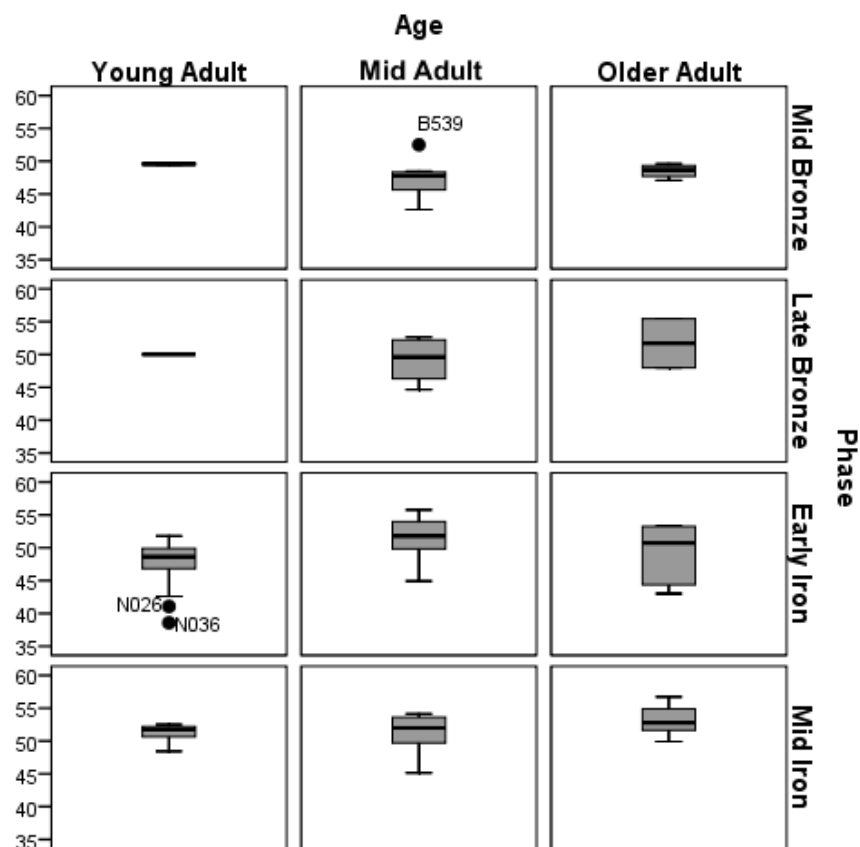 Age
Young Adult
Mid Adult
Older Adult
60
55
50
45
40
35
Mid Bronze
B539
60
55
50
45
40
35
Late Bronze
Phase
60
55
50
45
40
35
Early Iron
N026
N036
60
55
50
45
40
35
Mid Iron